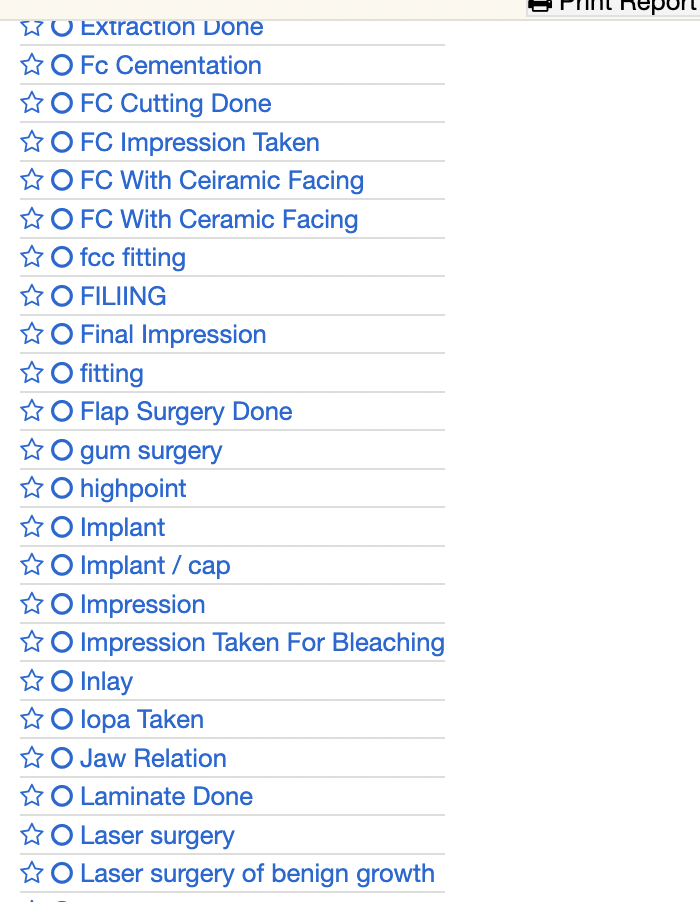 Print Report
Extraction Done
Fc Cementation
FC Cutting Done
FC Impression Taken
FC With Ceiramic Facing
FC With Ceramic Facing
fcc fitting
FILIING
Final Impression
fitting
Flap Surgery Done
gum surgery
highpoint
Implant
Implant / cap
Impression
Impression Taken For Bleaching
Inlay
Iopa Taken
Jaw Relation
Laminate Done
Laser surgery
Laser surgery of benign growth